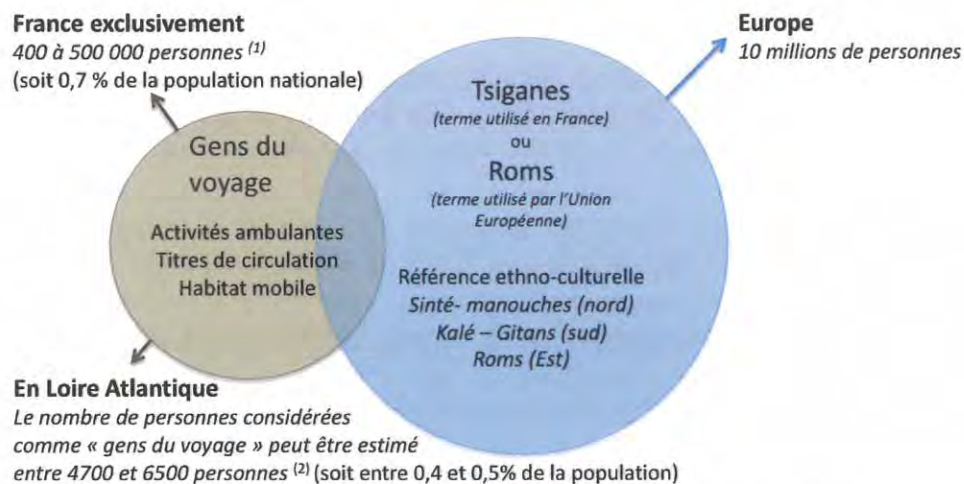 France exclusivement
400 à 500 000 personnes (1)
(soit 0,7 % de la population nationale)
Europe
10 millions de personnes
Gens du
voyage
Activités ambulantes
Titres de circulation
Habitat mobile
Tsiganes
(terme utilisé en France)
ou
Roms
(terme utilisé par l'Union
Européenne)
Référence ethno-culturelle
Sinté- manouches (nord)
Kalé – Gitans (sud)
Roms (Est)
En Loire Atlantique
Le nombre de personnes considérées
comme « gens du voyage » peut être estimé
entre 4700 et 6500 personnes (2) (soit entre 0,4 et 0,5% de la population)